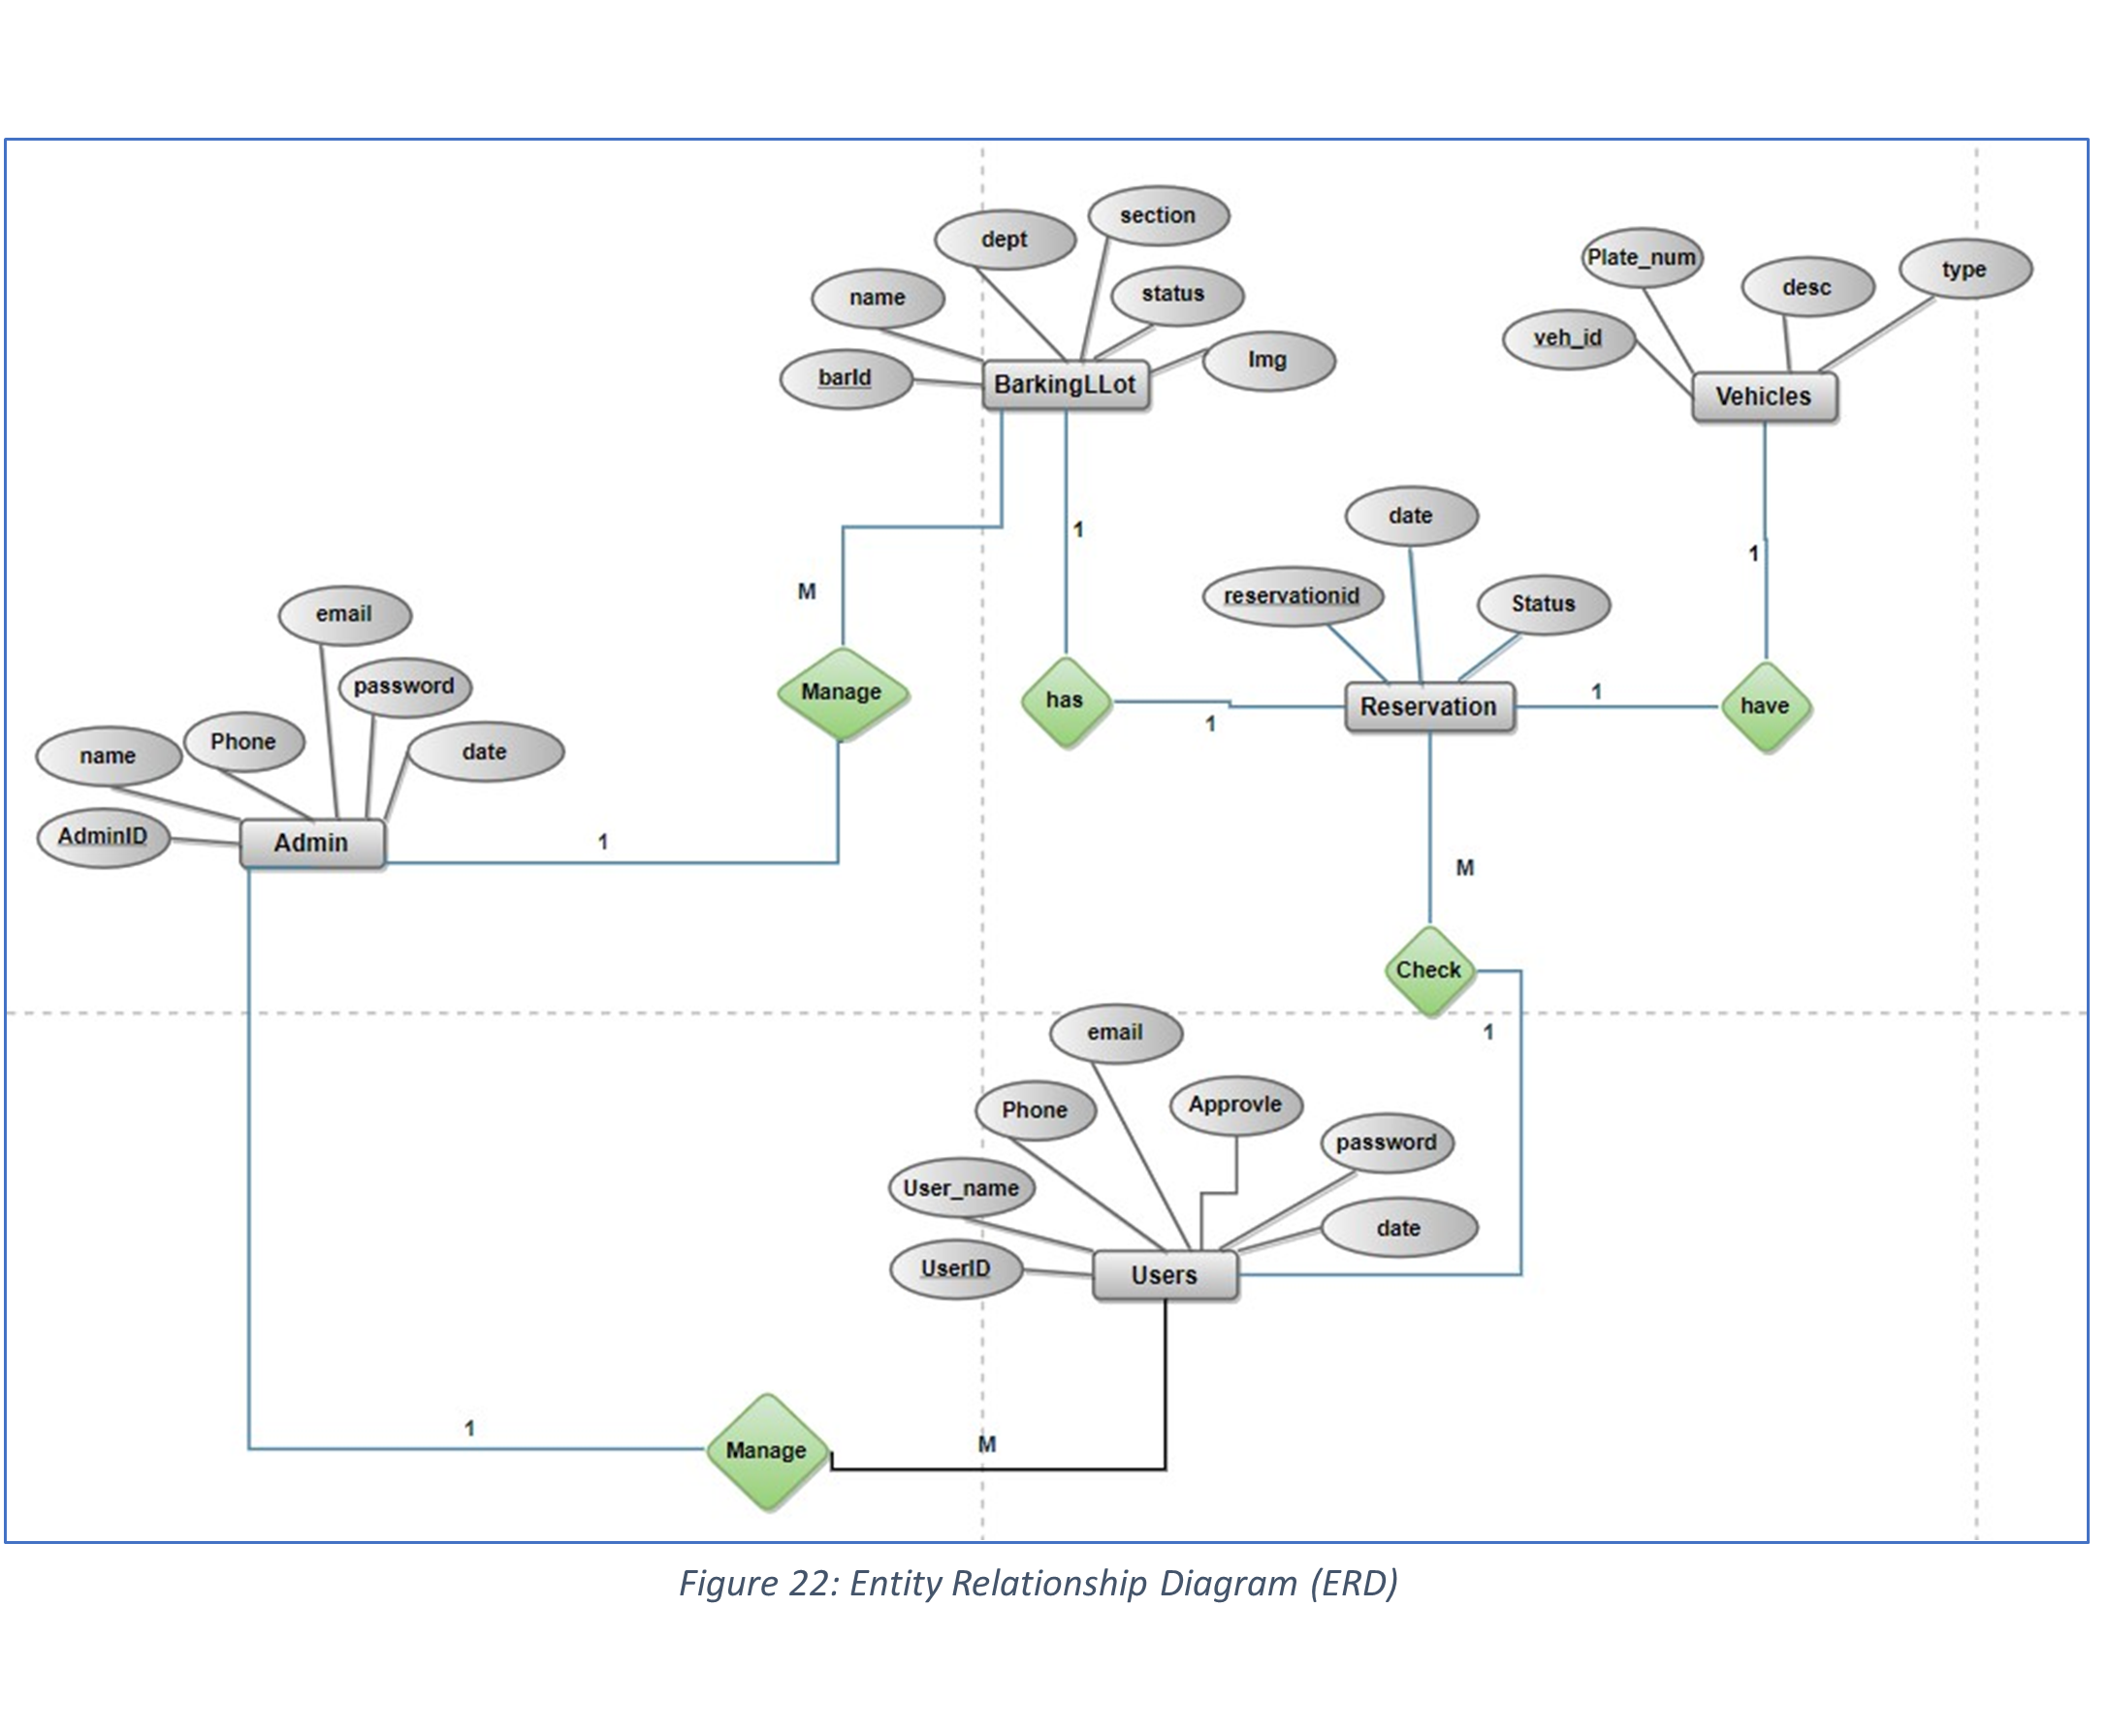 section
dept
Plate_num
type
desc
status
name
veh_id
Img
barId
BarkingLLot
Vehicles
date
1
1
M
reservationid
Status
email
password
Manage
has
1
Reservation
1
have
Phone
name
date
AdminID
Admin
1
M
Check
1
email
Phone
Approvle
password
User_name
date
UserID
Users
1
M
Manage
Figure 22: Entity Relationship Diagram (ERD)